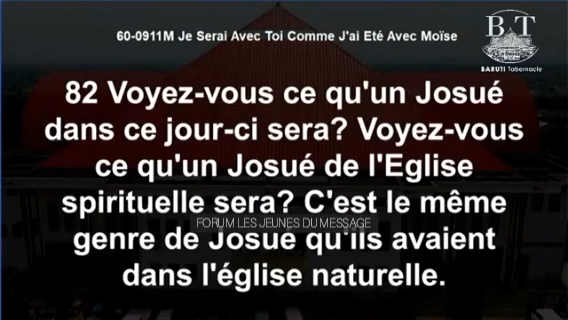 60-0911M Je Serai Avec Toi Comme J'ai Eté Avec Moïse
B T
BARUTI Tabernacle
82 Voyez-vous ce qu'un Josué
dans ce jour-ci sera? Voyez-vous
ce qu'un Josué de l'Eglise
spirituelle sera? C'est le même
FORUM LES JEUNES DU MESSAGE
genre de Josué qu'ils avaient
dans l'église naturelle.